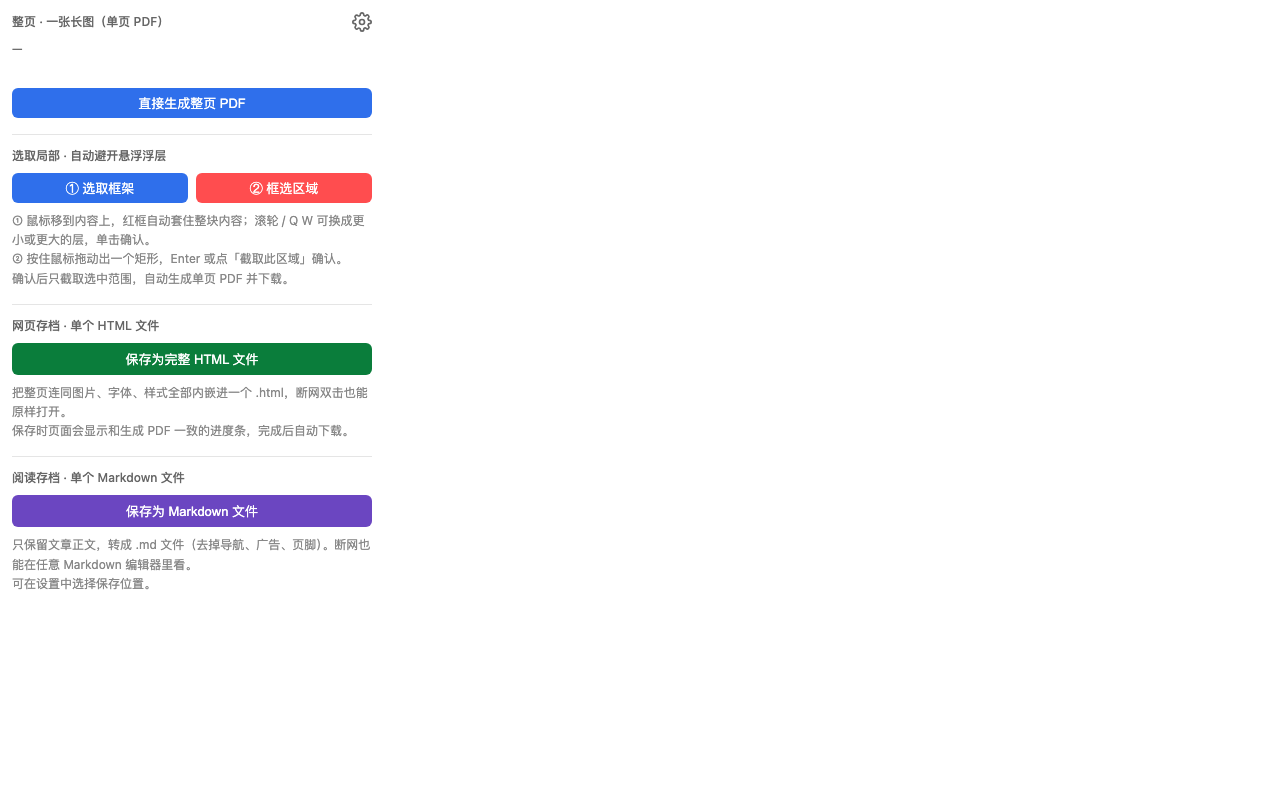 整页 · 一张长图（单页 PDF）
—
直接生成整页 PDF
选取局部 · 自动避开悬浮浮层
① 选取框架
② 框选区域
① 鼠标移到内容上，红框自动套住整块内容；滚轮 / Q W 可换成更
小或更大的层，单击确认。
② 按住鼠标拖动出一个矩形，Enter 或点「截取此区域」确认。
确认后只截取选中范围，自动生成单页 PDF 并下载。
网页存档 · 单个 HTML 文件
保存为完整 HTML 文件
把整页连同图片、字体、样式全部内嵌进一个 .html，断网双击也能
原样打开。
保存时页面会显示和生成 PDF 一致的进度条，完成后自动下载。
阅读存档 · 单个 Markdown 文件
保存为 Markdown 文件
只保留文章正文，转成 .md 文件（去掉导航、广告、页脚）。断网也
能在任意 Markdown 编辑器里看。
可在设置中选择保存位置。